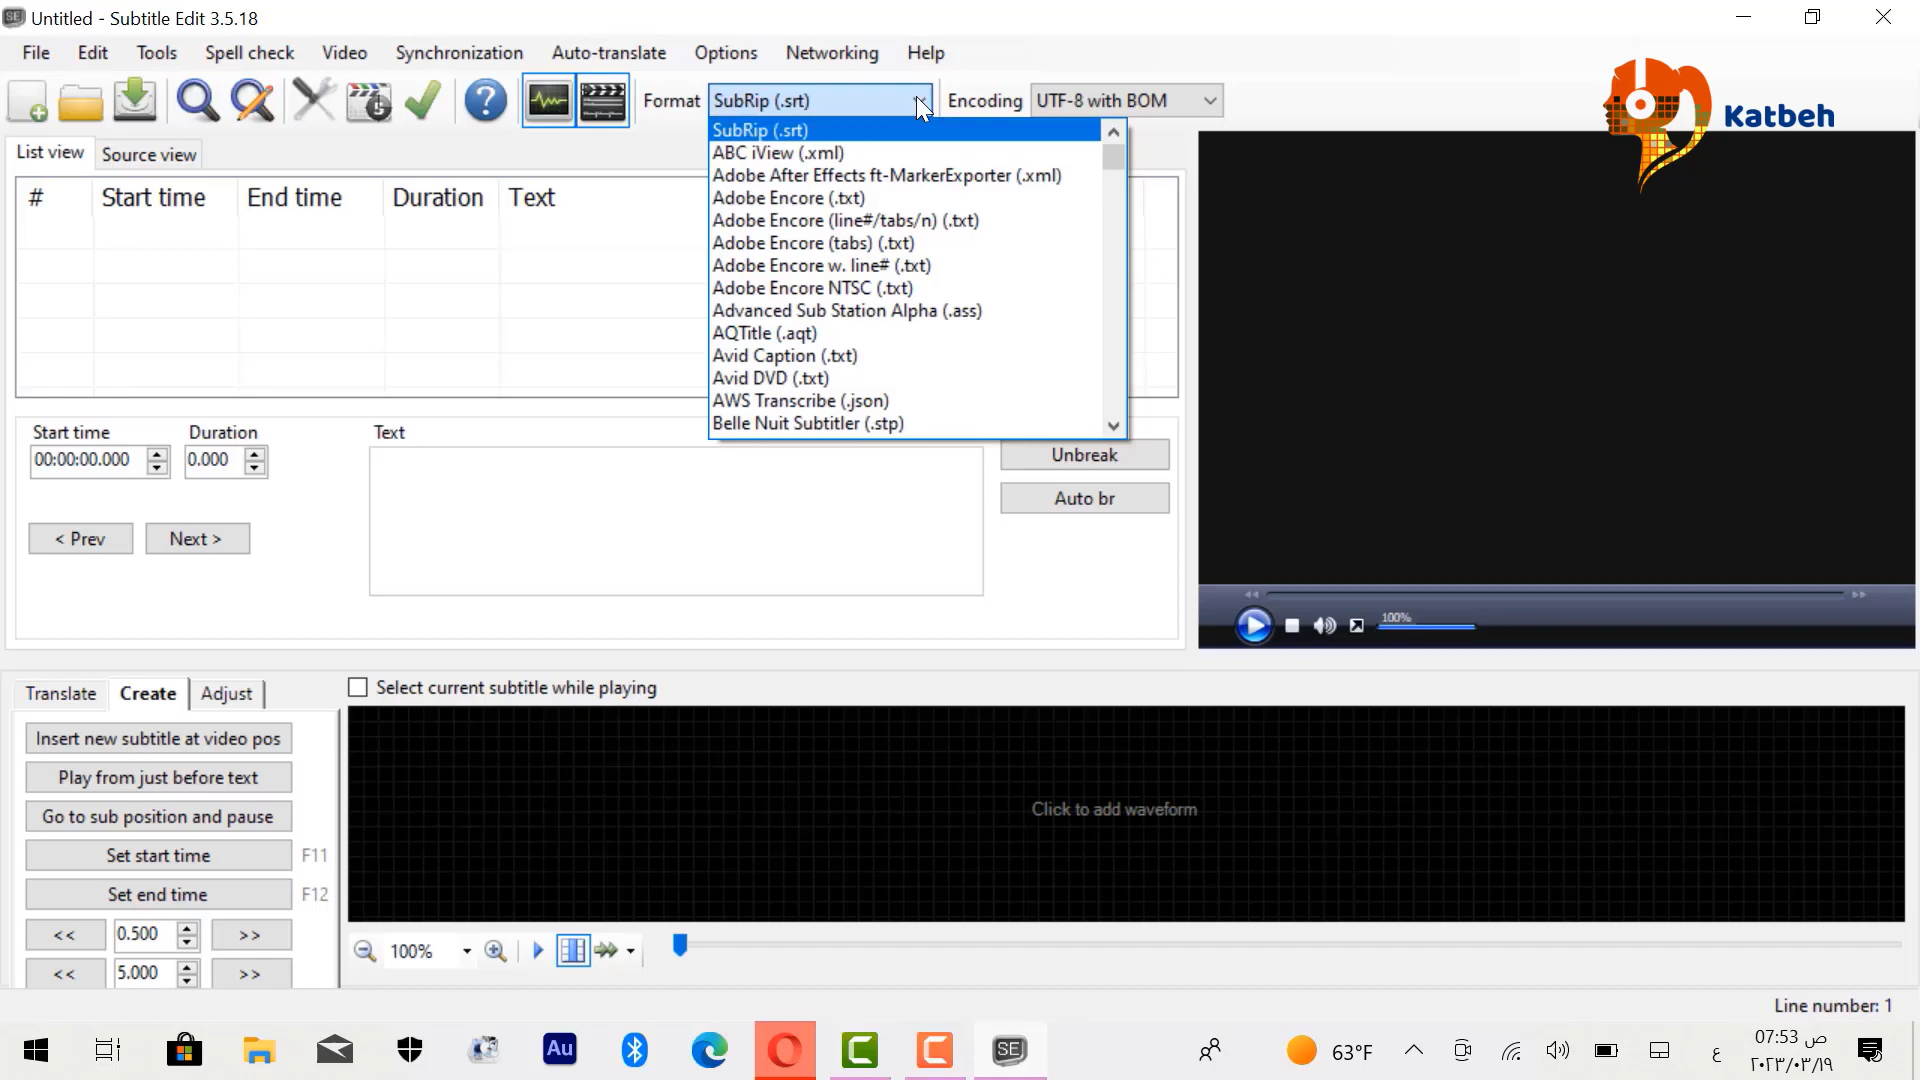 Untitled - Subtitle Edit 3.5.18
File Edit Tools Spell check Video Synchronization Auto-translate Options Networking Help
Format SubRip (.srt) Encoding UTF-8 with BOM
Katbeh
SubRip (.srt)
ABC iView (.xml)
Adobe After Effects ft-MarkerExporter (.xml)
Adobe Encore (.txt)
Adobe Encore (line#/tabs/n) (.txt)
Adobe Encore (tabs) (.txt)
Adobe Encore w. line# (.txt)
Adobe Encore NTSC (.txt)
Advanced Sub Station Alpha (.ass)
AQTitle (.aqt)
Avid Caption (.txt)
Avid DVD (.txt)
AWS Transcribe (.json)
Belle Nuit Subtitler (.stp)
List view Source view
# Start time End time Duration Text
Start time Duration Text
00:00:00.000 0.000
Unbreak
Auto br
< Prev Next >
100%
Translate Create Adjust
Select current subtitle while playing
Insert new subtitle at video pos
Play from just before text
Go to sub position and pause
Set start time F11
Set end time F12
<< 0.500 >>
<< 5.000 >>
Click to add waveform
100%
Line number: 1
Au
SE
63°F
ع
07:53 ص
٢٠٢٣/٠٣/١٩